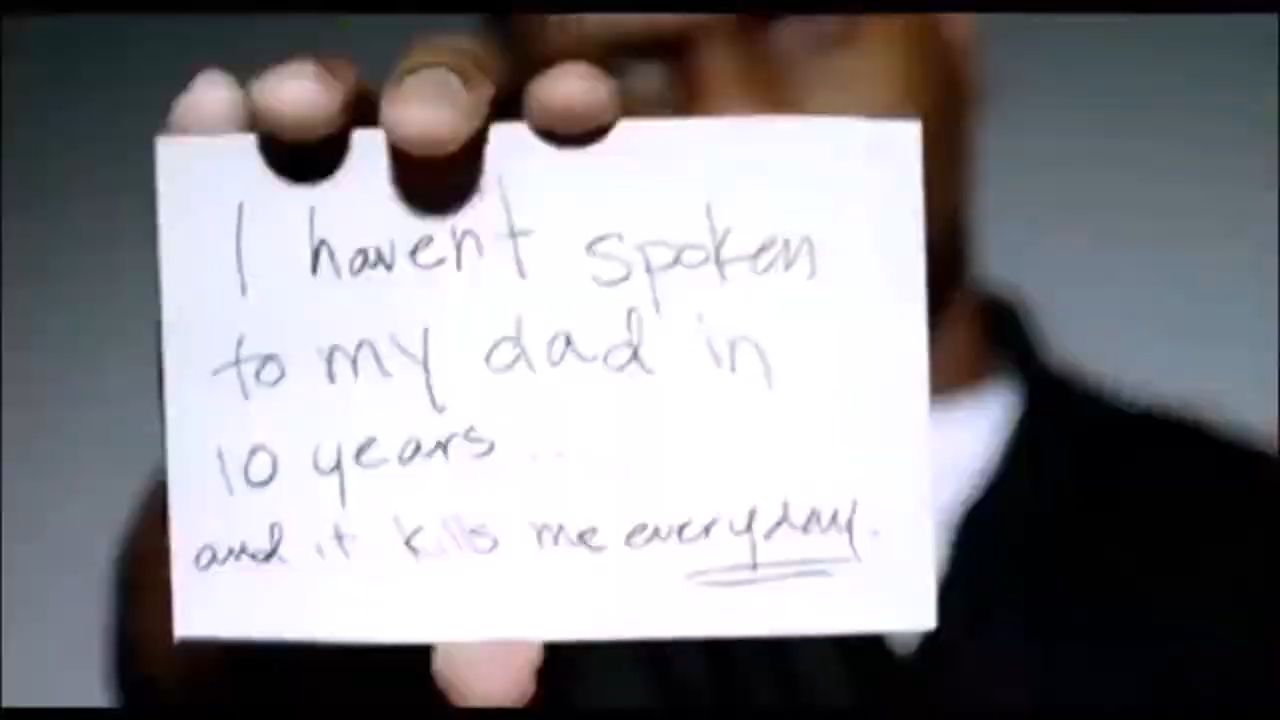 I haven't spoken
to my dad in
10 years...
and it kills me everyday.